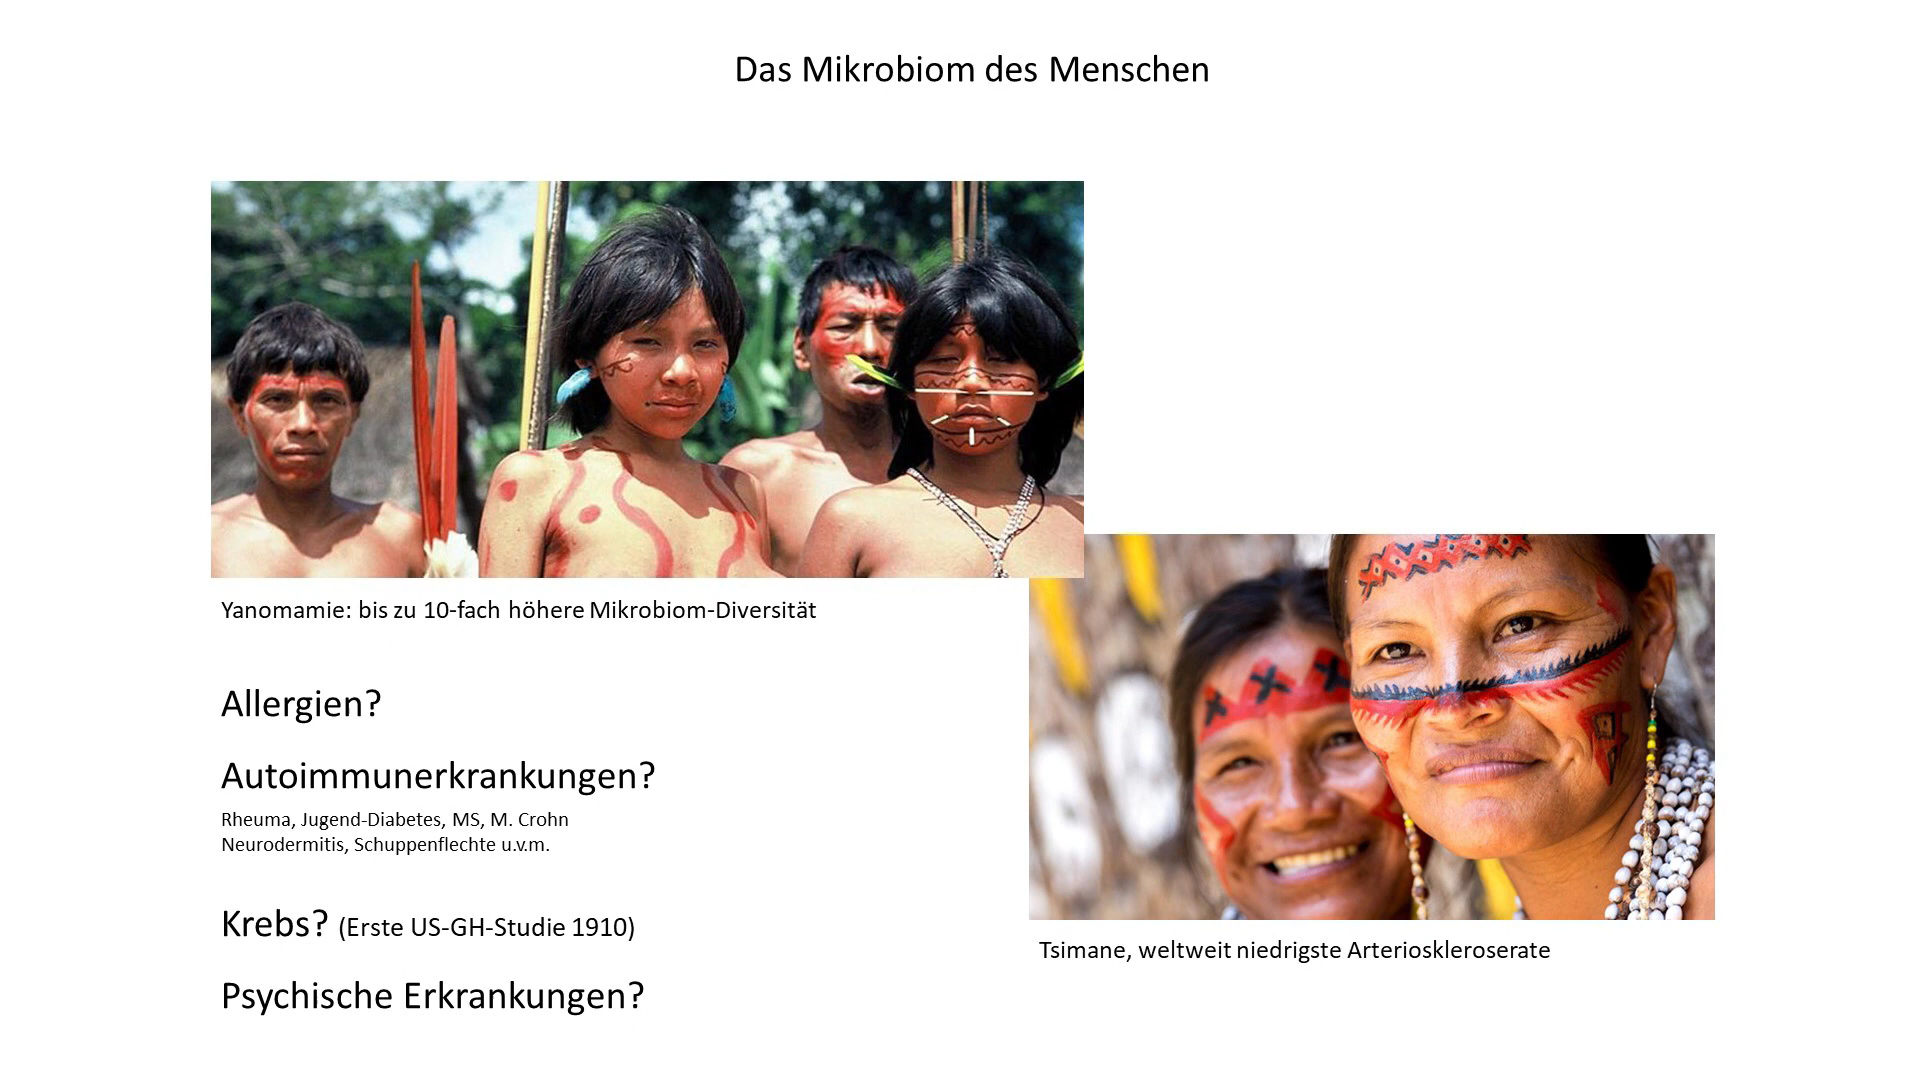 Das Mikrobiom des Menschen
Yanomamie: bis zu 10-fach höhere Mikrobiom-Diversität
Allergien?
Autoimmunerkrankungen?
Rheuma, Jugend-Diabetes, MS, M. Crohn
Neurodermitis, Schuppenflechte u.v.m.
Krebs? (Erste US-GH-Studie 1910)
Psychische Erkrankungen?
Tsimane, weltweit niedrigste Arterioskleroserate